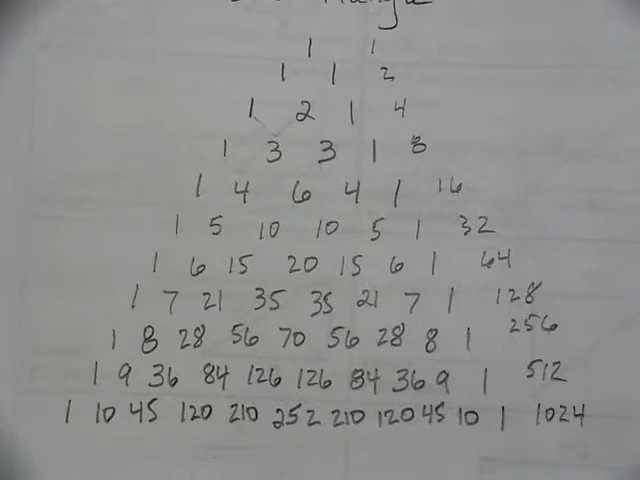 1 1
1 1 2
1 2 1 4
1 3 3 1 8
1 4 6 4 1 16
1 5 10 10 5 1 32
1 6 15 20 15 6 1 64
1 7 21 35 35 21 7 1 128
1 8 28 56 70 56 28 8 1 256
1 9 36 84 126 126 84 36 9 1 512
1 10 45 120 210 252 210 120 45 10 1 1024